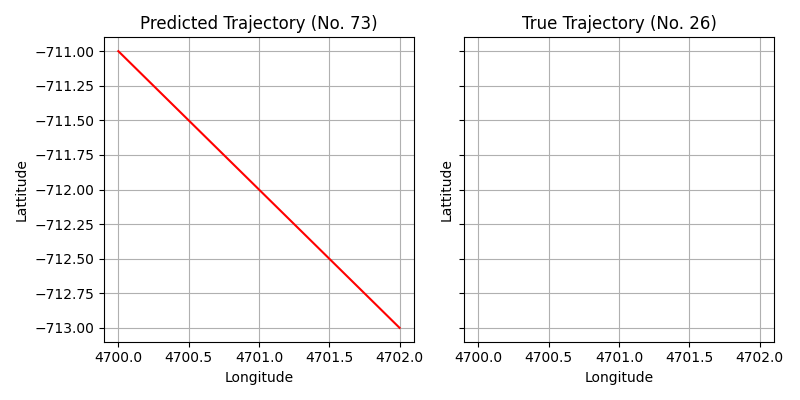 Predicted Trajectory (No. 73)
−711.00
−711.25
−711.50
−711.75
−712.00
−712.25
−712.50
−712.75
−713.00
Lattitude
4700.0 4700.5 4701.0 4701.5 4702.0
Longitude
True Trajectory (No. 26)
Lattitude
4700.0 4700.5 4701.0 4701.5 4702.0
Longitude